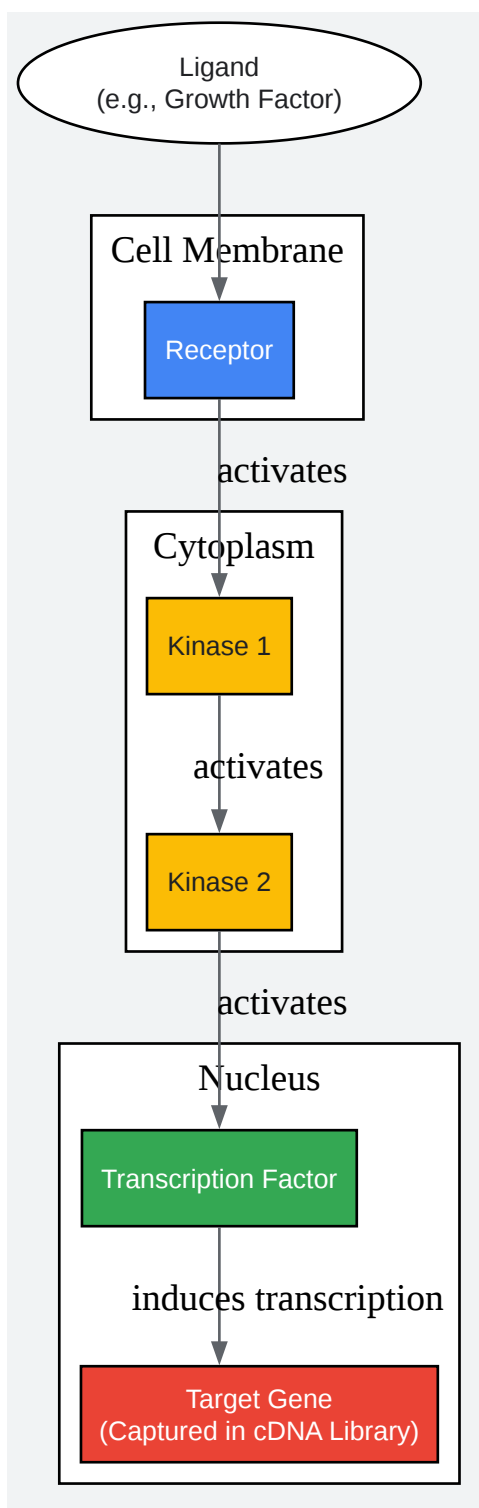 Ligand
(e.g., Growth Factor)
Cell Membrane
Receptor
activates
Cytoplasm
Kinase 1
activates
Kinase 2
activates
Nucleus
Transcription Factor
induces transcription
Target Gene
(Captured in cDNA Library)